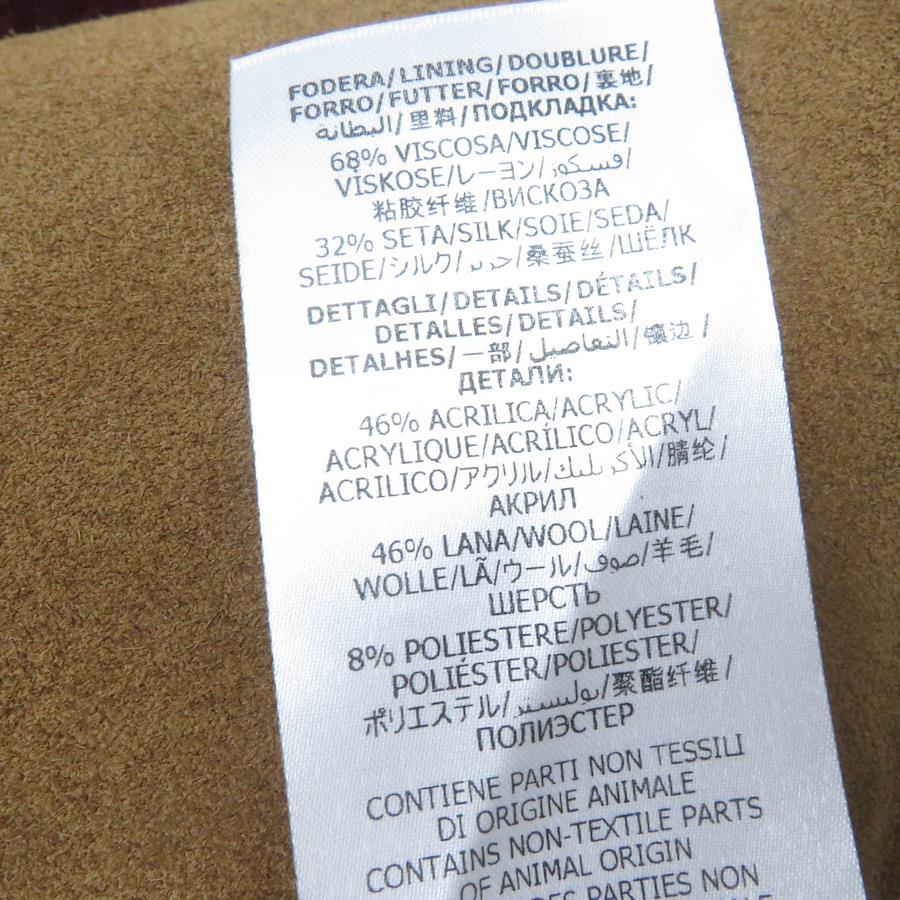 FODERA/LINING/DOUBLURE/
FORRO/FUTTER/FORRO/裏地/
البطانة/里料/ПОДКЛАДКА:
68% VISCOSA/VISCOSE/
VISKOSE/レーヨン/فسكوز/
粘胶纤维/ВИСКОЗА
32% SETA/SILK/SOIE/SEDA/
SEIDE/シルク/حرير/桑蚕丝/ШЁЛК
DETTAGLI/DETAILS/DÉTAILS/
DETALLES/DETAILS/
DETALHES/一部/التفاصيل/镶边/
ДЕТАЛИ:
46% ACRILICA/ACRYLIC/
ACRYLIQUE/ACRÍLICO/ACRYL/
ACRILICO/アクリル/الأكريليك/腈纶/
АКРИЛ
46% LANA/WOOL/LAINE/
WOLLE/LÃ/ウール/صوف/羊毛/
ШЕРСТЬ
8% POLIESTERE/POLYESTER/
POLIÉSTER/POLIESTER/
ポリエステル/بوليستر/聚酯纤维/
ПОЛИЭСТЕР
CONTIENE PARTI NON TESSILI
DI ORIGINE ANIMALE
CONTAINS NON-TEXTILE PARTS
OF ANIMAL ORIGIN
DES PARTIES NON